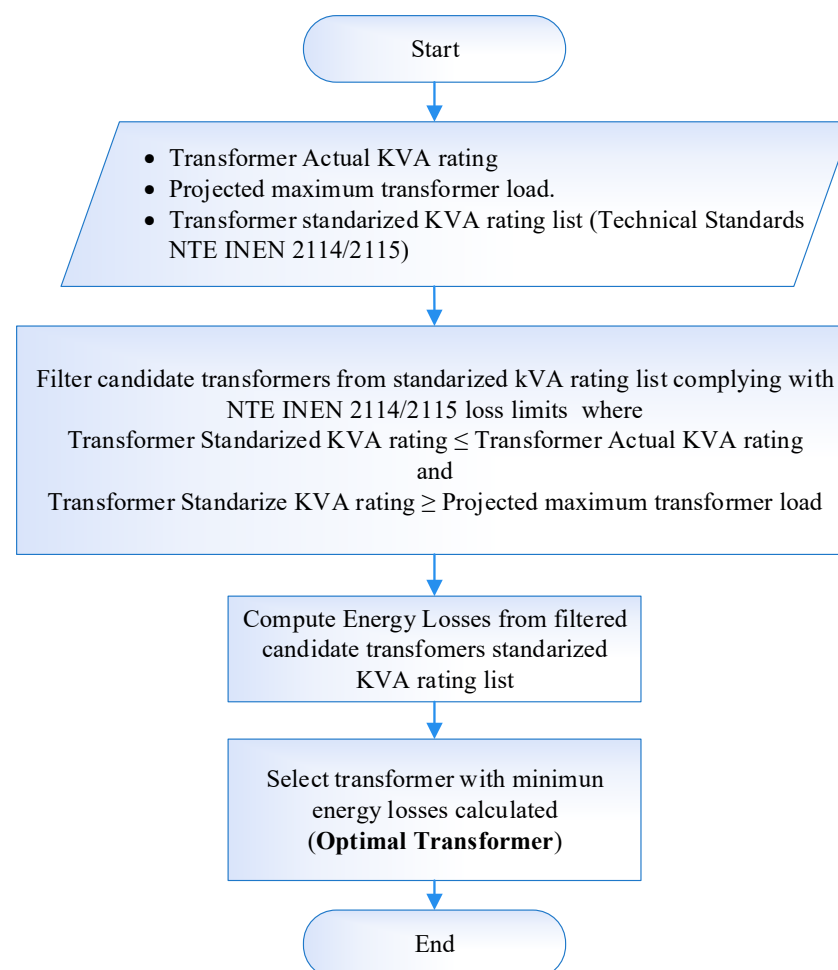 Start
• Transformer Actual KVA rating
• Projected maximum transformer load.
• Transformer standarized KVA rating list (Technical Standards
NTE INEN 2114/2115)
Filter candidate transformers from standarized kVA rating list complying with
NTE INEN 2114/2115 loss limits where
Transformer Standarized KVA rating ≤ Transformer Actual KVA rating
and
Transformer Standarize KVA rating ≥ Projected maximum transformer load
Compute Energy Losses from filtered
candidate transfomers standarized
KVA rating list
Select transformer with minimun
energy losses calculated
(Optimal Transformer)
End